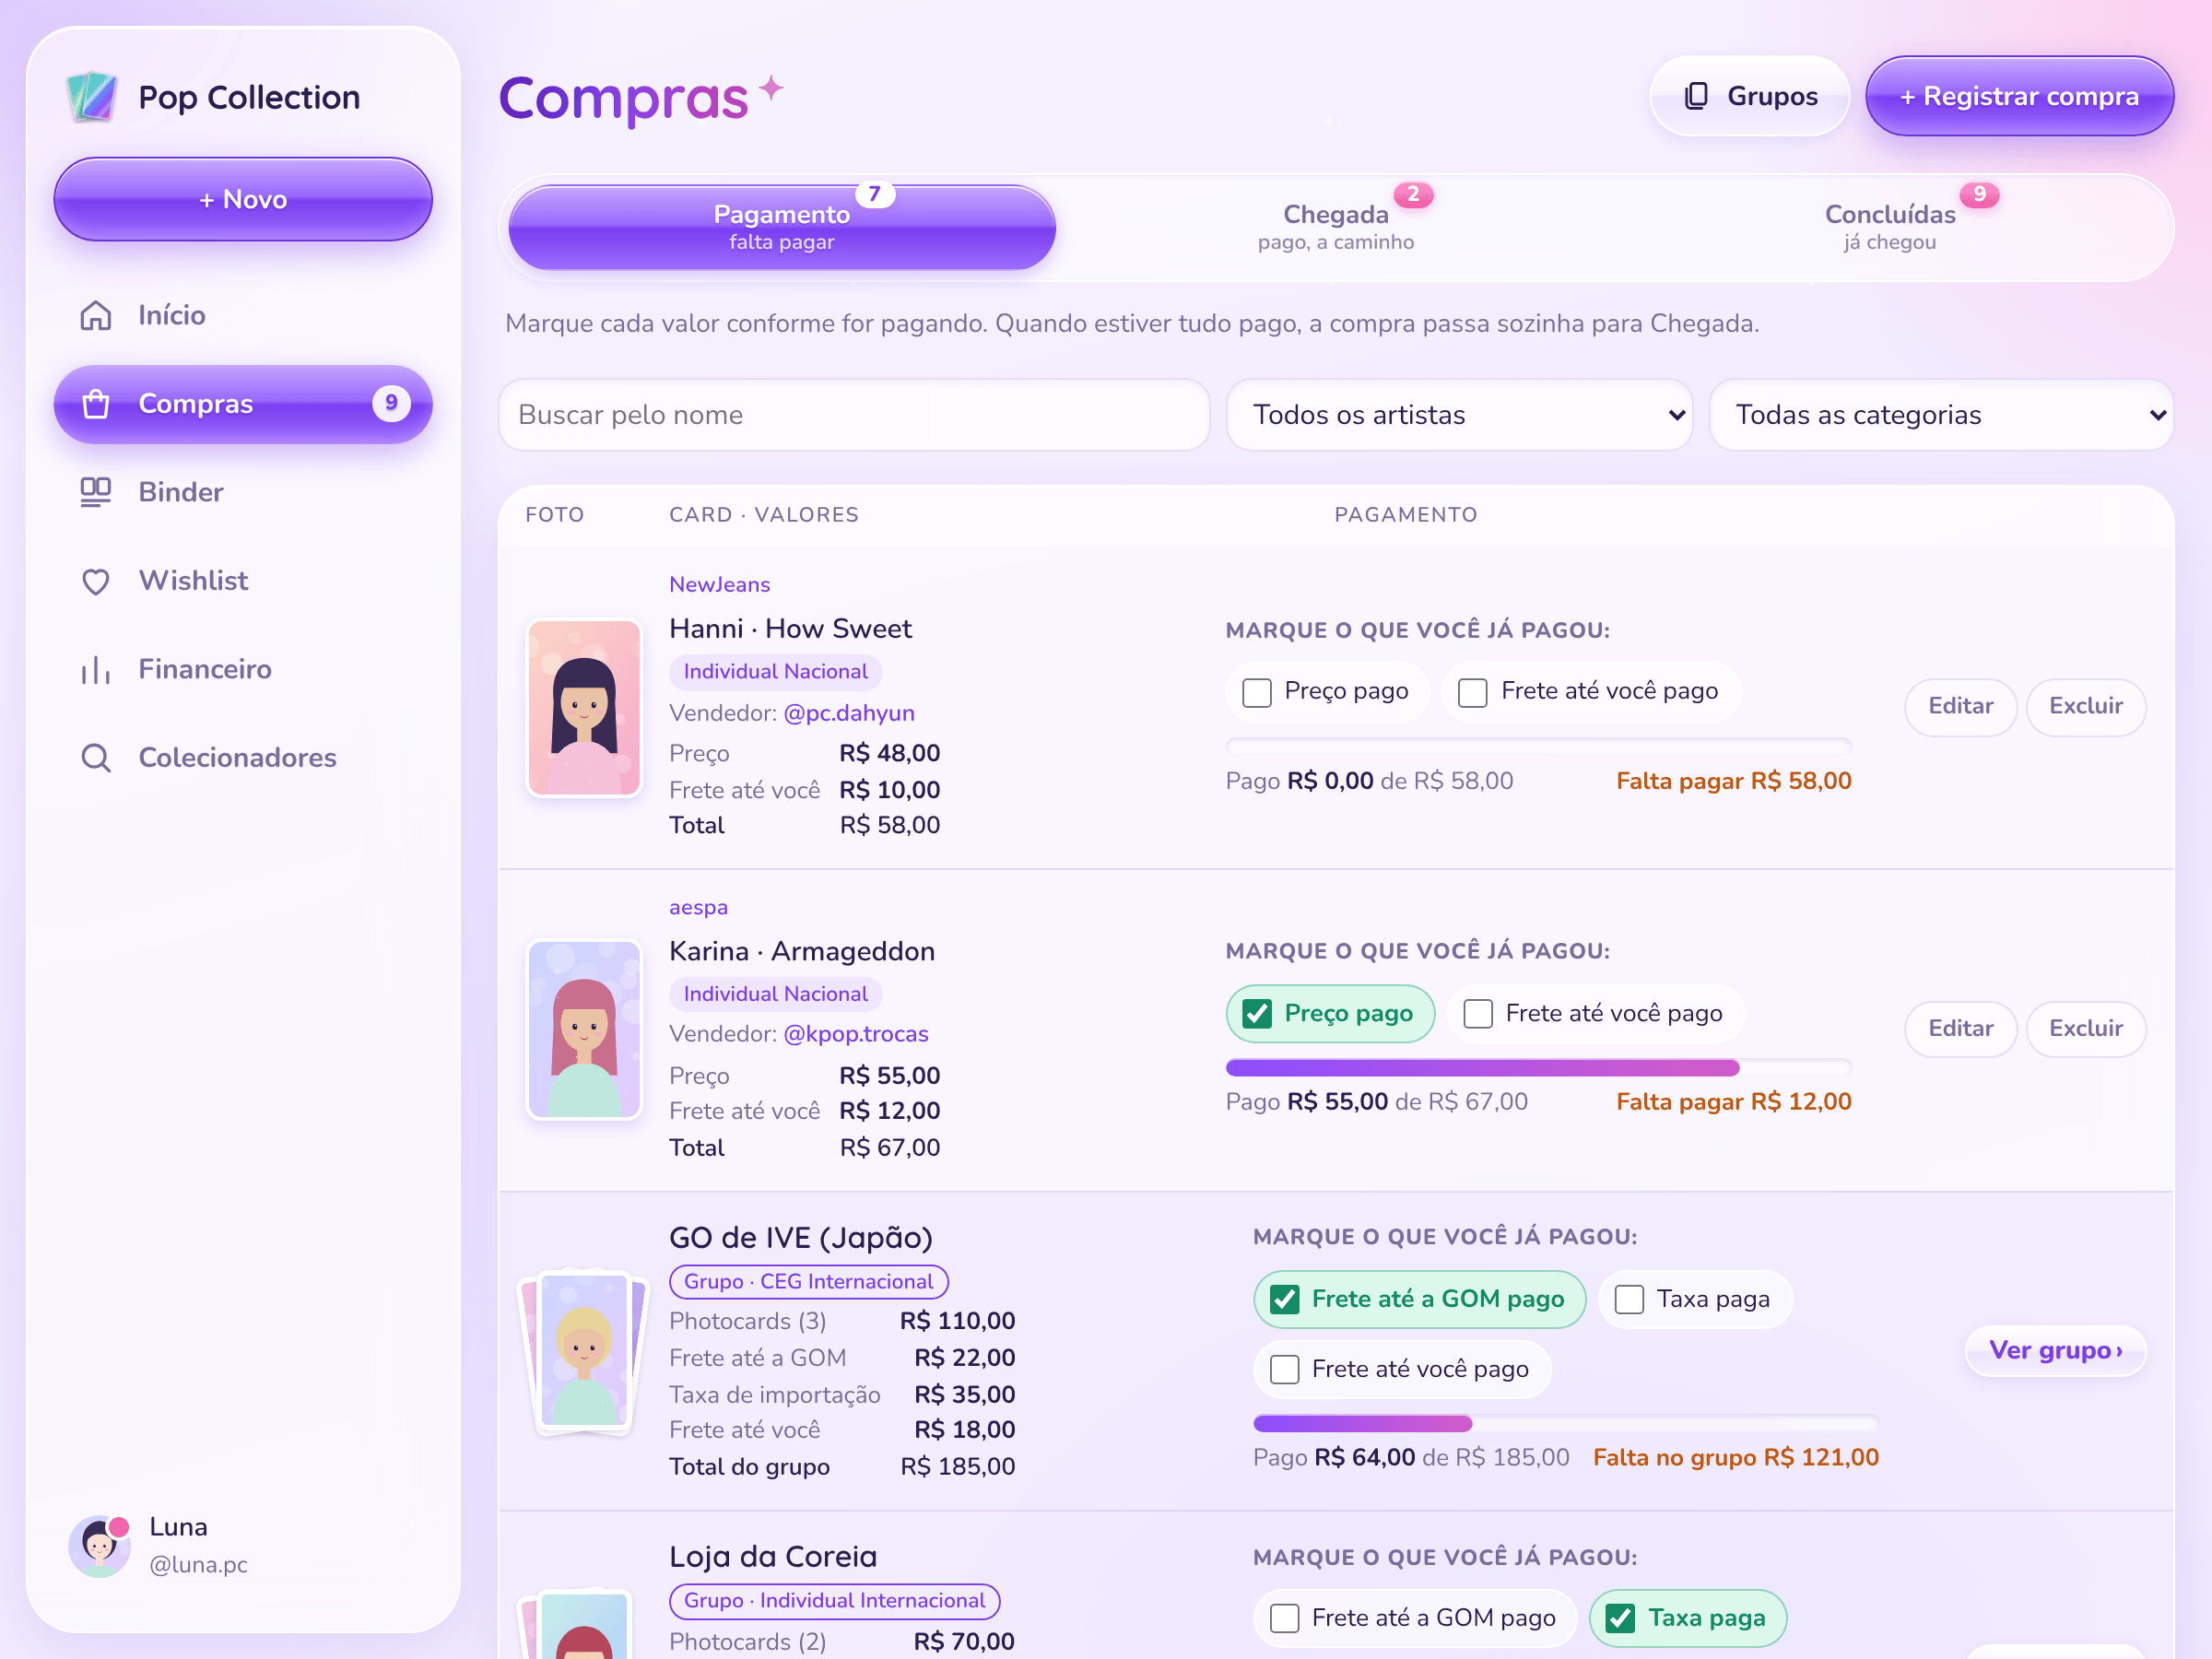 Pop Collection
+ Novo
Início
Compras 9
Binder
Wishlist
Financeiro
Colecionadores
Luna
@luna.pc
Compras
Grupos
+ Registrar compra
Pagamento 7
falta pagar
Chegada 2
pago, a caminho
Concluídas 9
já chegou
Marque cada valor conforme for pagando. Quando estiver tudo pago, a compra passa sozinha para Chegada.
Buscar pelo nome
Todos os artistas
Todas as categorias
FOTO CARD · VALORES PAGAMENTO
NewJeans
Hanni · How Sweet
Individual Nacional
Vendedor: @pc.dahyun
Preço R$ 48,00
Frete até você R$ 10,00
Total R$ 58,00
MARQUE O QUE VOCÊ JÁ PAGOU:
Preço pago
Frete até você pago
Pago R$ 0,00 de R$ 58,00 Falta pagar R$ 58,00
Editar
Excluir
aespa
Karina · Armageddon
Individual Nacional
Vendedor: @kpop.trocas
Preço R$ 55,00
Frete até você R$ 12,00
Total R$ 67,00
MARQUE O QUE VOCÊ JÁ PAGOU:
Preço pago
Frete até você pago
Pago R$ 55,00 de R$ 67,00 Falta pagar R$ 12,00
Editar
Excluir
GO de IVE (Japão)
Grupo · CEG Internacional
Photocards (3) R$ 110,00
Frete até a GOM R$ 22,00
Taxa de importação R$ 35,00
Frete até você R$ 18,00
Total do grupo R$ 185,00
MARQUE O QUE VOCÊ JÁ PAGOU:
Frete até a GOM pago
Taxa paga
Frete até você pago
Pago R$ 64,00 de R$ 185,00 Falta no grupo R$ 121,00
Ver grupo ›
Loja da Coreia
Grupo · Individual Internacional
Photocards (2) R$ 70,00
MARQUE O QUE VOCÊ JÁ PAGOU:
Frete até a GOM pago
Taxa paga